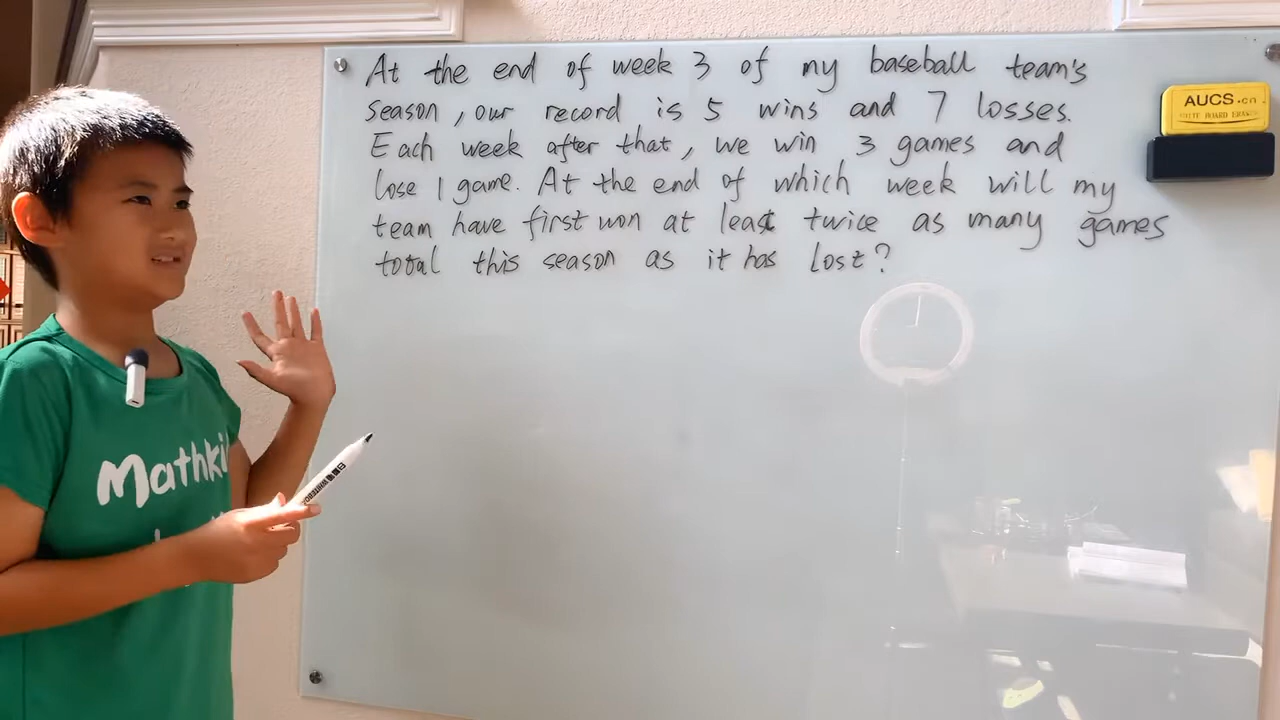 At the end of week 3 of my baseball team's
season, our record is 5 wins and 7 losses.
Each week after that, we win 3 games and
lose 1 game. At the end of which week will my
team have first won at least twice as many games
total this season as it has lost?
AUCS.cn
Mathki